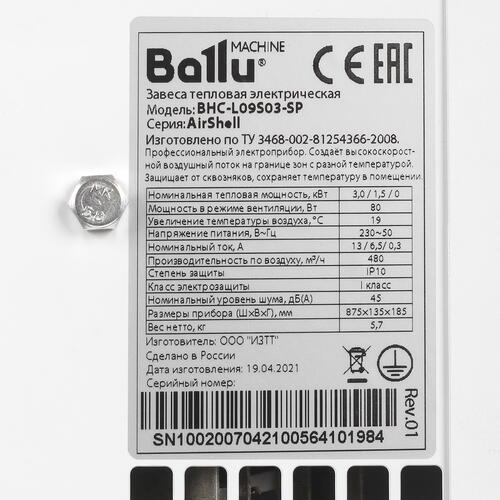 MACHINE
Ballu®
CE EAC
Завеса тепловая электрическая
Модель: BHC-L09S03-SP
Серия: AirShell
Изготовлено по ТУ 3468-002-81254366-2008.
Профессиональный электроприбор. Создаёт высокоскорост-
ной воздушный поток на границе зон с разной температурой.
Защищает от сквозняков, сохраняет температуру в помещении.
Номинальная тепловая мощность, кВт 3,0 / 1,5 / 0
Мощность в режиме вентиляции, Вт 80
Увеличение температуры воздуха, °С 19
Напряжение питания, В~Гц 230~50
Номинальный ток, А 13 / 6,5 / 0,3
Производительность по воздуху, м³/ч 480
Степень защиты IP10
Класс электрозащиты I класс
Номинальный уровень шума, дБ(А) 45
Размеры прибора (Ш×В×Г), мм 875×135×185
Вес нетто, кг 5,7
Изготовитель: ООО "ИЗТТ"
Сделано в России
Дата изготовления: 19.04.2021
Серийный номер:
SN1002007042100564101984
Rev.01